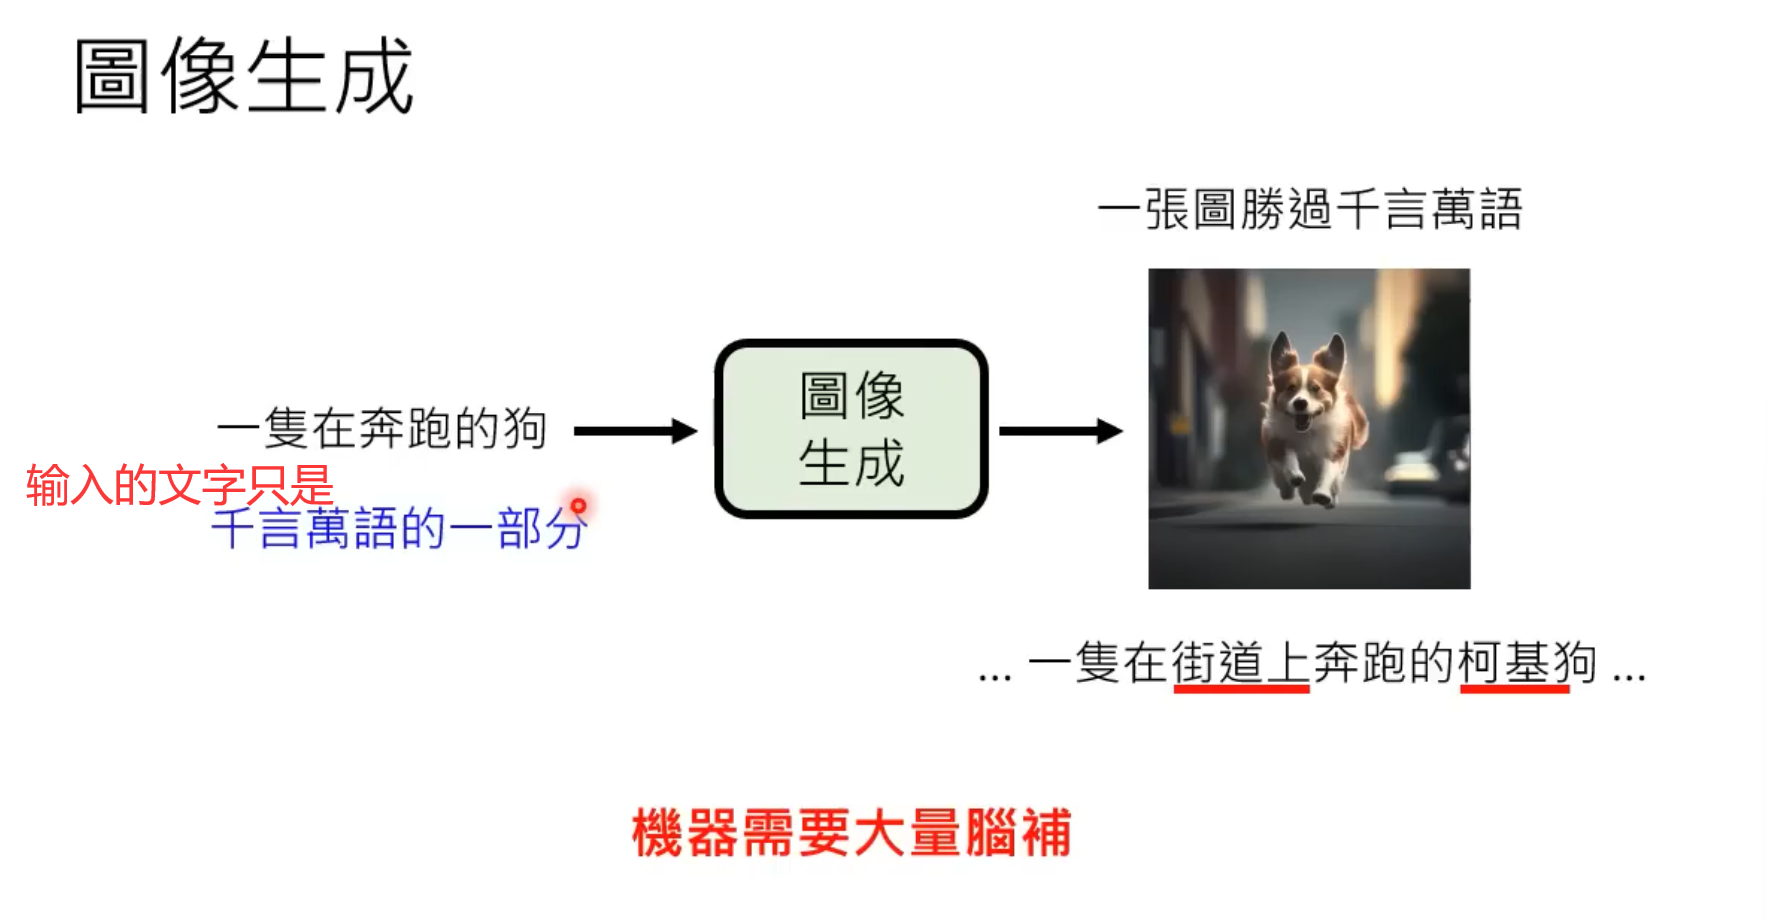 圖像生成
一張圖勝過千言萬語
一隻在奔跑的狗
圖像
生成
输入的文字只是
千言萬語的一部分
... 一隻在街道上奔跑的柯基狗 ...
機器需要大量腦補